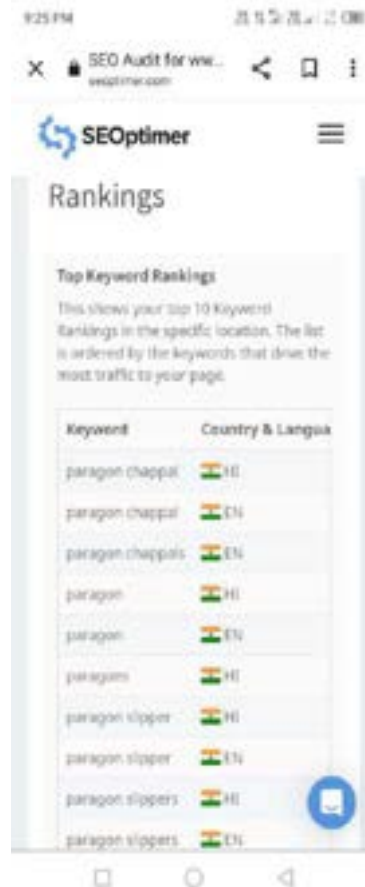 9:25 PM
SEO Audit for ww...
seoptimer.com
SEOptimer
Rankings
Top Keyword Rankings
This shows your top 10 Keyword
Rankings in the specific location. The list
is ordered by the keywords that drive the
most traffic to your page.
Keyword Country & Langua
paragon chappal HI
paragon chappal EN
paragon chappals EN
paragon HI
paragon EN
paragons HI
paragon slipper HI
paragon slipper EN
paragon slippers HI
paragon slippers EN